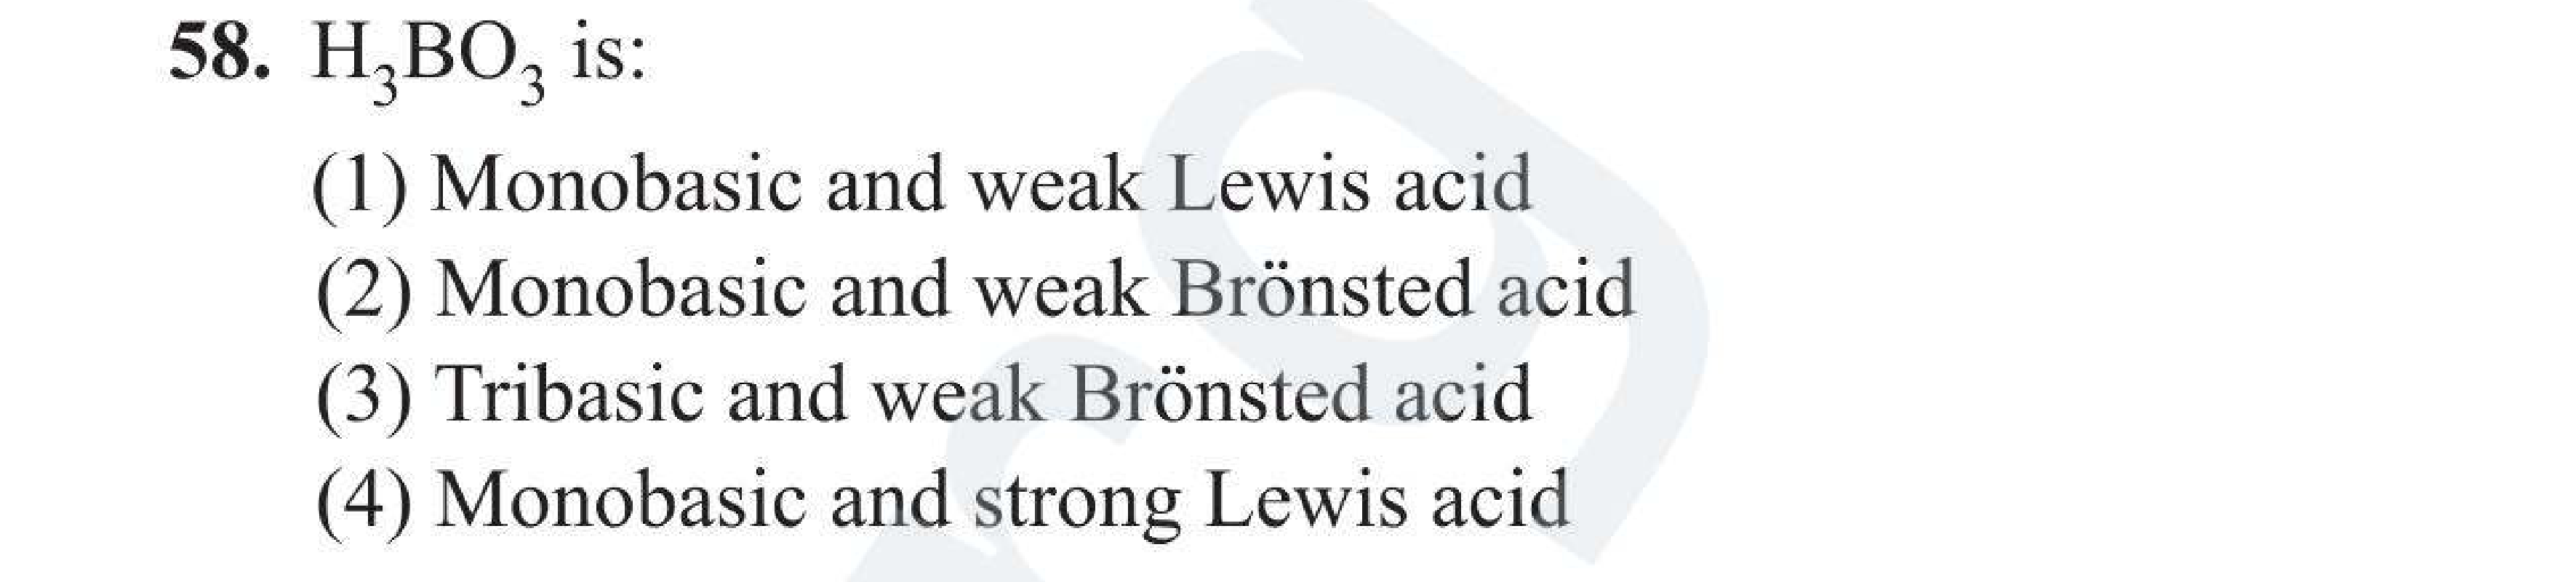 58. H₃BO₃ is:
(1) Monobasic and weak Lewis acid
(2) Monobasic and weak Brönsted acid
(3) Tribasic and weak Brönsted acid
(4) Monobasic and strong Lewis acid